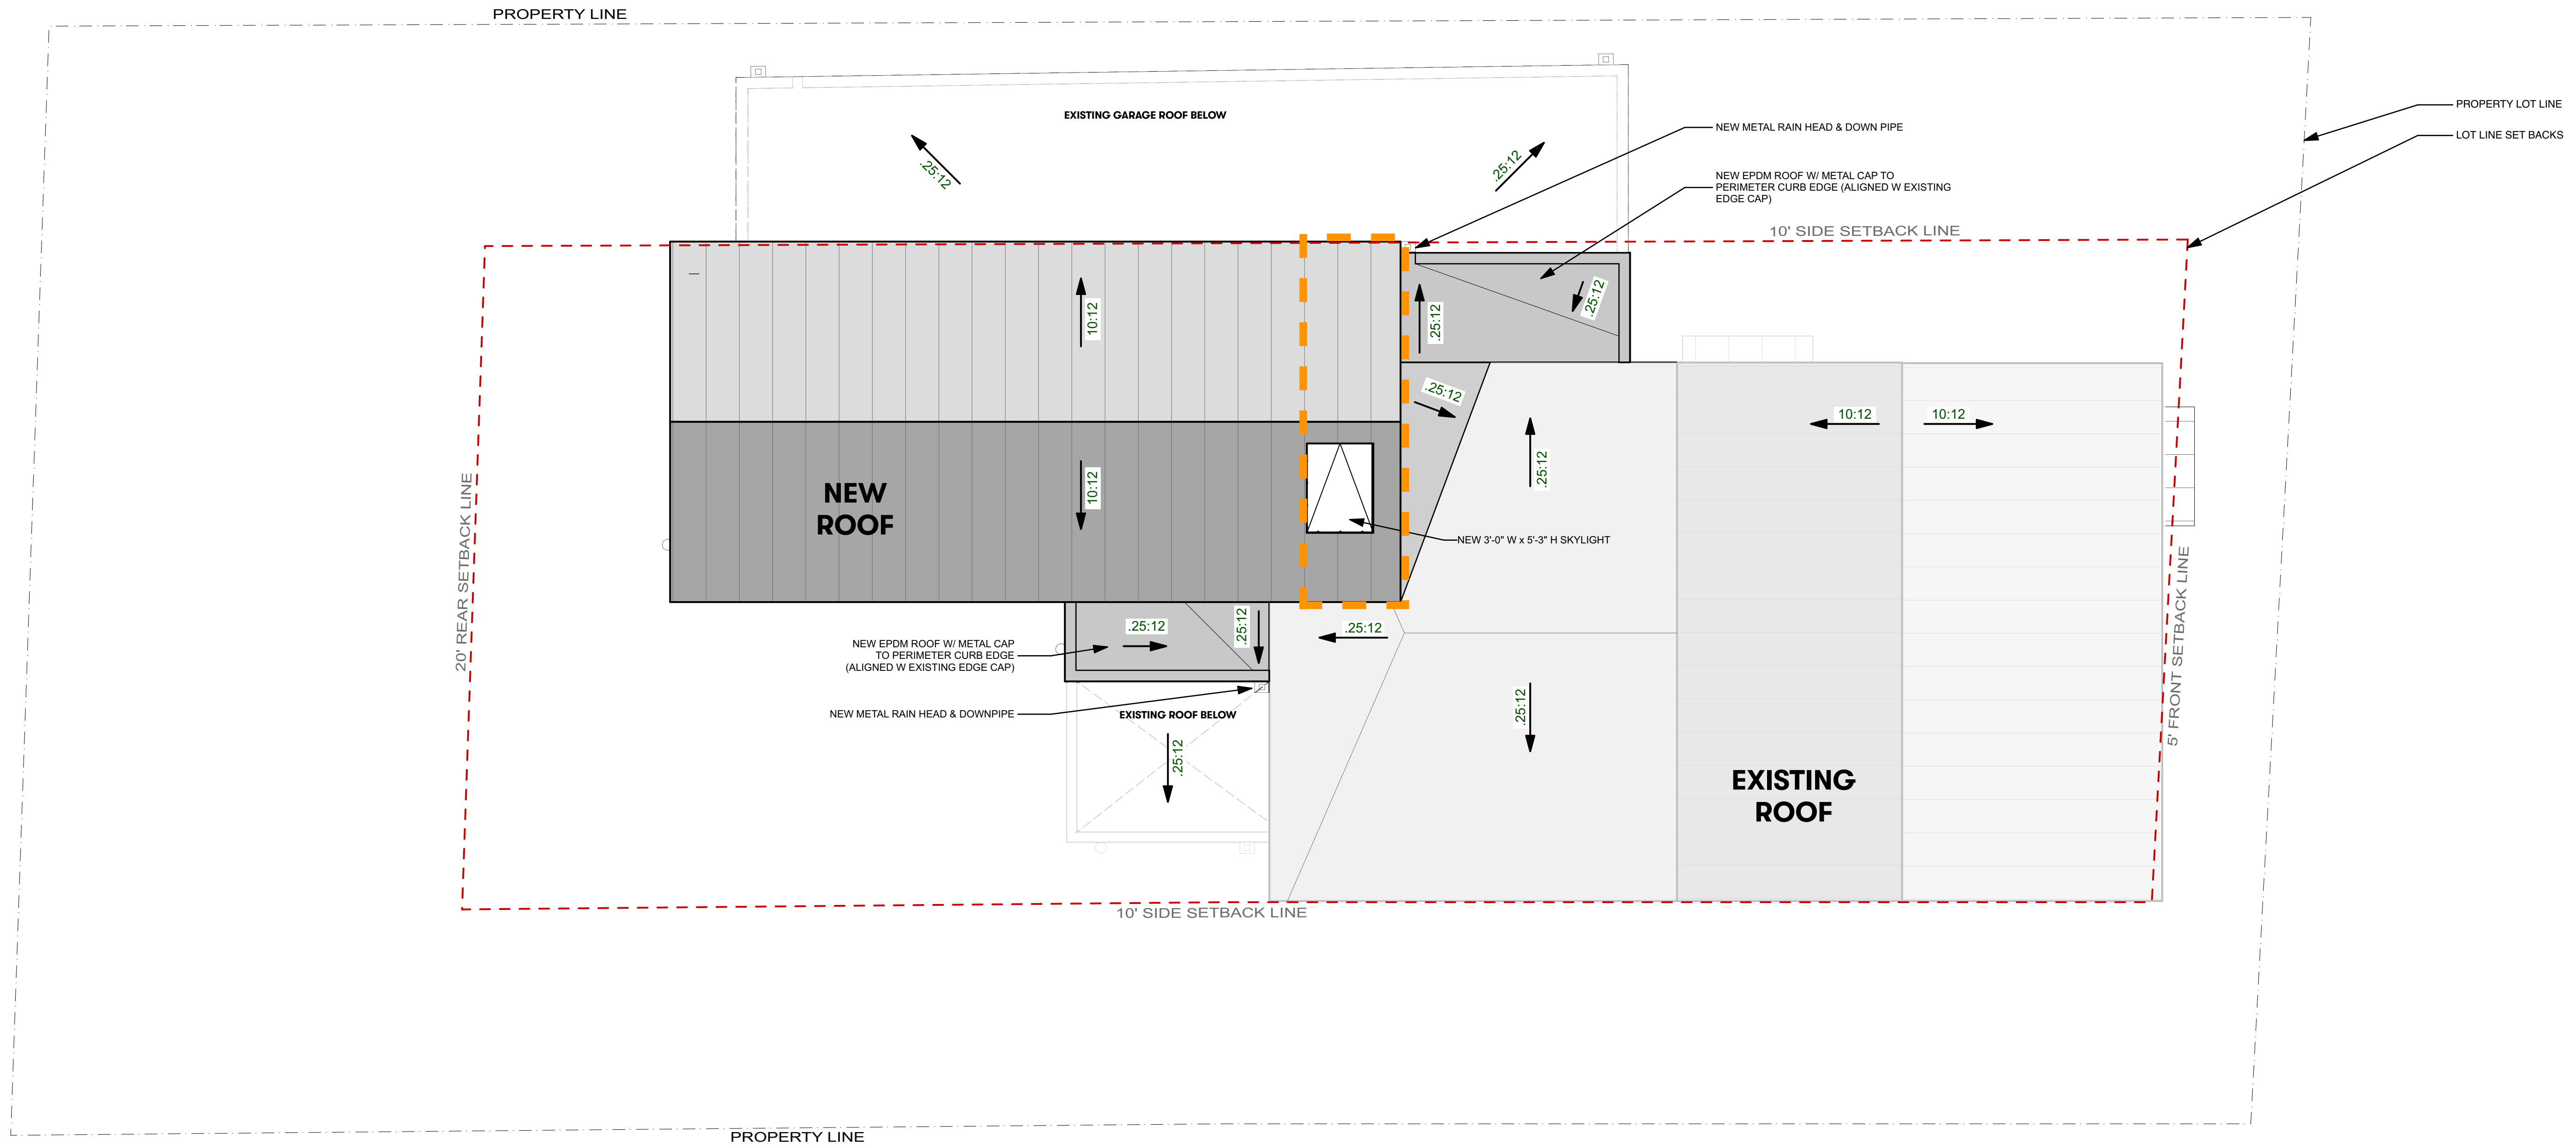 PROPERTY LINE
EXISTING GARAGE ROOF BELOW
.25:12
.25:12
NEW METAL RAIN HEAD & DOWN PIPE
NEW EPDM ROOF W/ METAL CAP TO
PERIMETER CURB EDGE (ALIGNED W EXISTING
EDGE CAP)
PROPERTY LOT LINE
LOT LINE SET BACKS
10' SIDE SETBACK LINE
10:12
.25:12
.25:12
.25:12
10:12
10:12
.25:12
10:12
NEW
ROOF
NEW 3'-0" W x 5'-3" H SKYLIGHT
20' REAR SETBACK LINE
5' FRONT SETBACK LINE
.25:12
.25:12
.25:12
NEW EPDM ROOF W/ METAL CAP
TO PERIMETER CURB EDGE
(ALIGNED W EXISTING EDGE CAP)
NEW METAL RAIN HEAD & DOWNPIPE
EXISTING ROOF BELOW
.25:12
.25:12
EXISTING
ROOF
10' SIDE SETBACK LINE
PROPERTY LINE